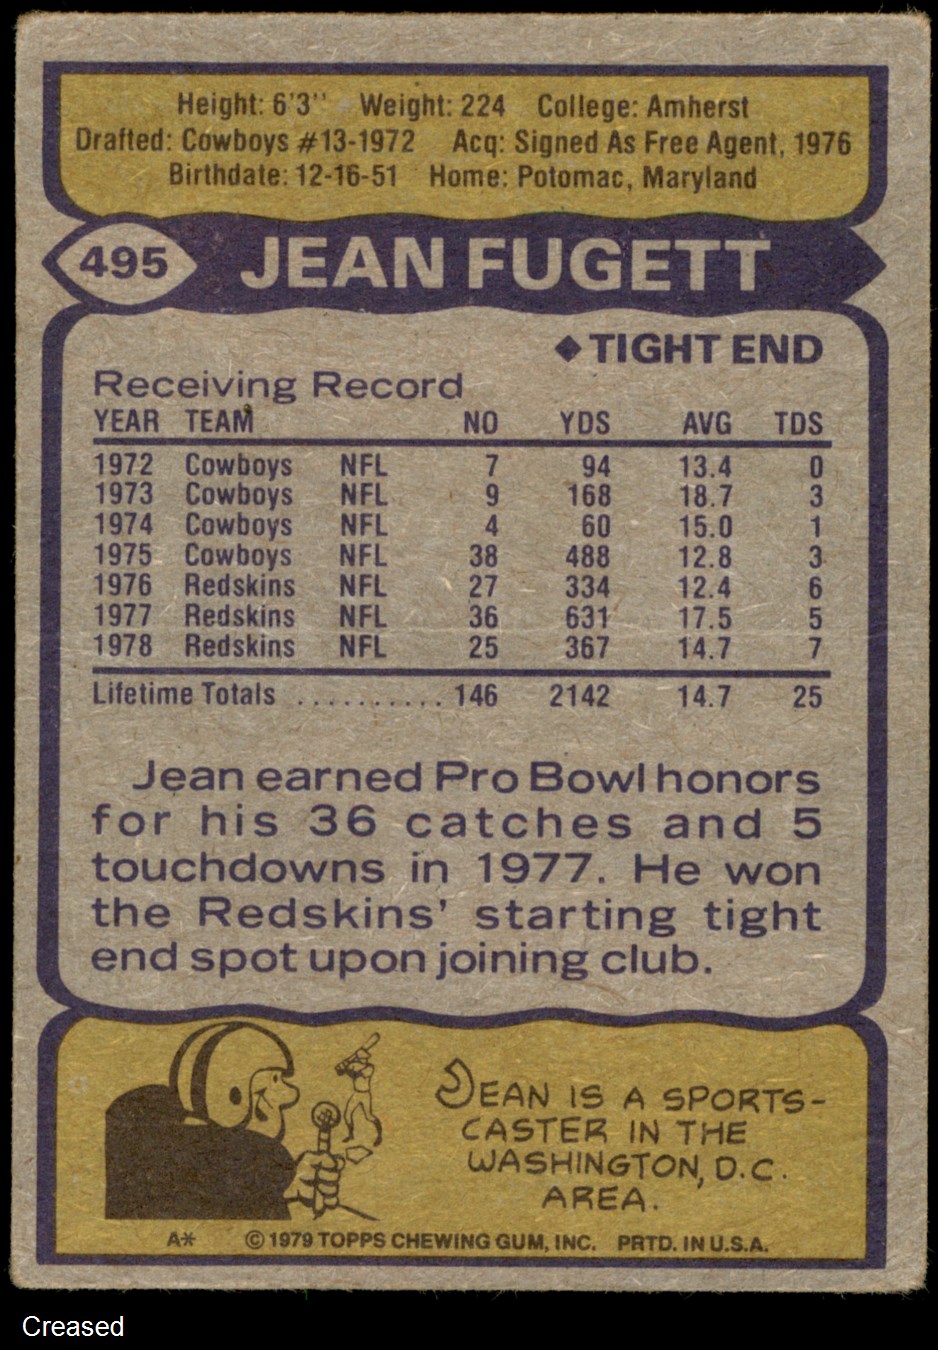 Height: 6'3" Weight: 224 College: Amherst
Drafted: Cowboys #13-1972 Acq: Signed As Free Agent, 1976
Birthdate: 12-16-51 Home: Potomac, Maryland
495 JEAN FUGETT
◆ TIGHT END
Receiving Record
YEAR TEAM NO YDS AVG TDS
1972 Cowboys NFL 7 94 13.4 0
1973 Cowboys NFL 9 168 18.7 3
1974 Cowboys NFL 4 60 15.0 1
1975 Cowboys NFL 38 488 12.8 3
1976 Redskins NFL 27 334 12.4 6
1977 Redskins NFL 36 631 17.5 5
1978 Redskins NFL 25 367 14.7 7
Lifetime Totals .......... 146 2142 14.7 25
Jean earned Pro Bowl honors
for his 36 catches and 5
touchdowns in 1977. He won
the Redskins' starting tight
end spot upon joining club.
JEAN IS A SPORTS-
CASTER IN THE
WASHINGTON, D.C.
AREA.
A* © 1979 TOPPS CHEWING GUM, INC. PRTD. IN U.S.A.
Creased